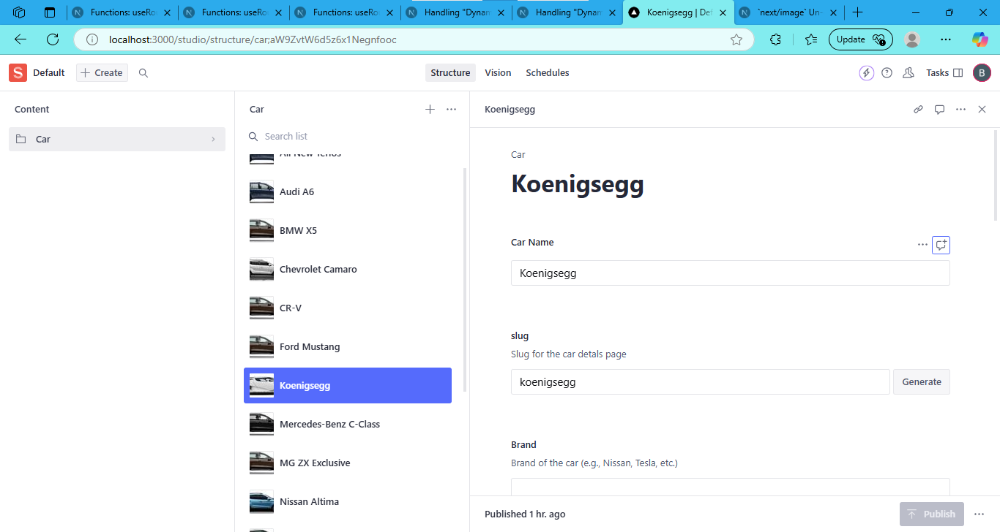 Functions: useRo
Functions: useRo
Functions: useRo
Handling "Dynam
Handling "Dynam
Koenigsegg | Def
`next/image` Un-
localhost:3000/studio/structure/car;aW9ZvtW6d5z6x1Negnfooc
Update
S Default
Create
Structure
Vision
Schedules
Tasks
B
Content
Car
Car
Search list
All New Terios
Audi A6
BMW X5
Chevrolet Camaro
CR-V
Ford Mustang
Koenigsegg
Mercedes-Benz C-Class
MG ZX Exclusive
Nissan Altima
Koenigsegg
Car
Koenigsegg
Car Name
Koenigsegg
slug
Slug for the car detals page
koenigsegg
Generate
Brand
Brand of the car (e.g., Nissan, Tesla, etc.)
Published 1 hr. ago
Publish